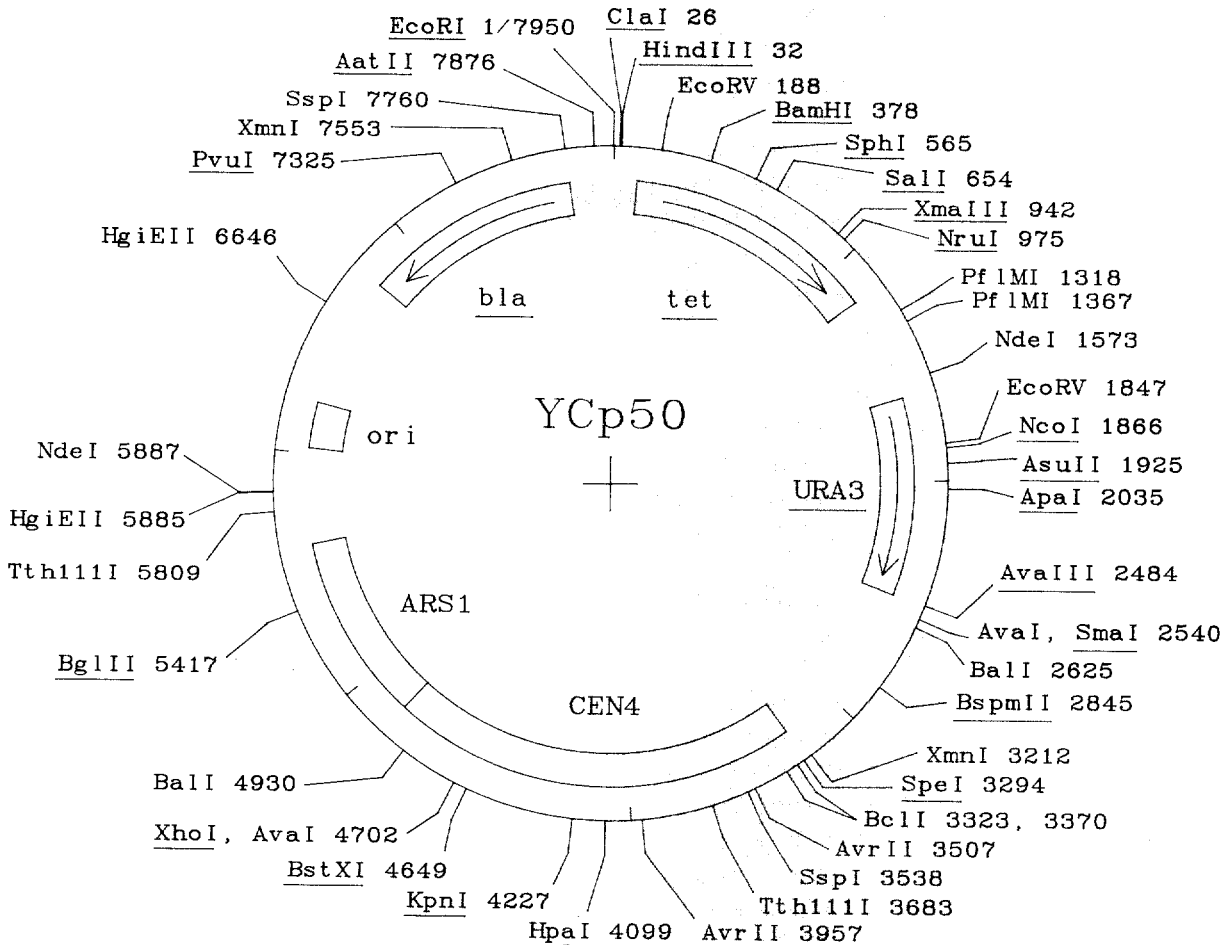 ClaI 26
EcoRI 1/7950
HindIII 32
AatII 7876
EcoRV 188
SspI 7760
BamHI 378
XmnI 7553
SphI 565
PvuI 7325
SalI 654
XmaIII 942
HgiEII 6646
NruI 975
PflMI 1318
bla
tet
PflMI 1367
NdeI 1573
YCp50
EcoRV 1847
ori
NcoI 1866
NdeI 5887
AsuII 1925
URA3
ApaI 2035
HgiEII 5885
Tth111I 5809
AvaIII 2484
ARS1
AvaI, SmaI 2540
BglII 5417
BalI 2625
CEN4
BspmII 2845
XmnI 3212
BalI 4930
SpeI 3294
BclI 3323, 3370
XhoI, AvaI 4702
AvrII 3507
BstXI 4649
SspI 3538
KpnI 4227
Tth111I 3683
HpaI 4099
AvrII 3957